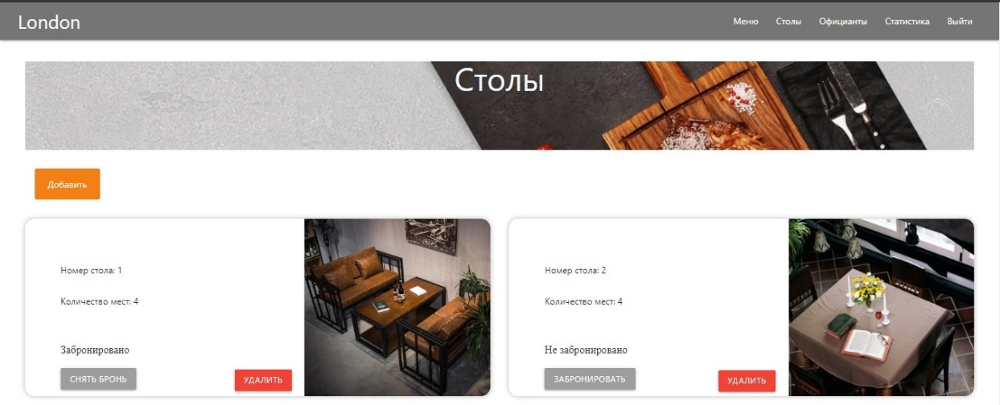 London
Меню Столы Официанты Статистика Выйти
Столы
Добавить
Номер стола: 1
Количество мест: 4
Забронировано
СНЯТЬ БРОНЬ УДАЛИТЬ
Номер стола: 2
Количество мест: 4
Не забронировано
ЗАБРОНИРОВАТЬ УДАЛИТЬ